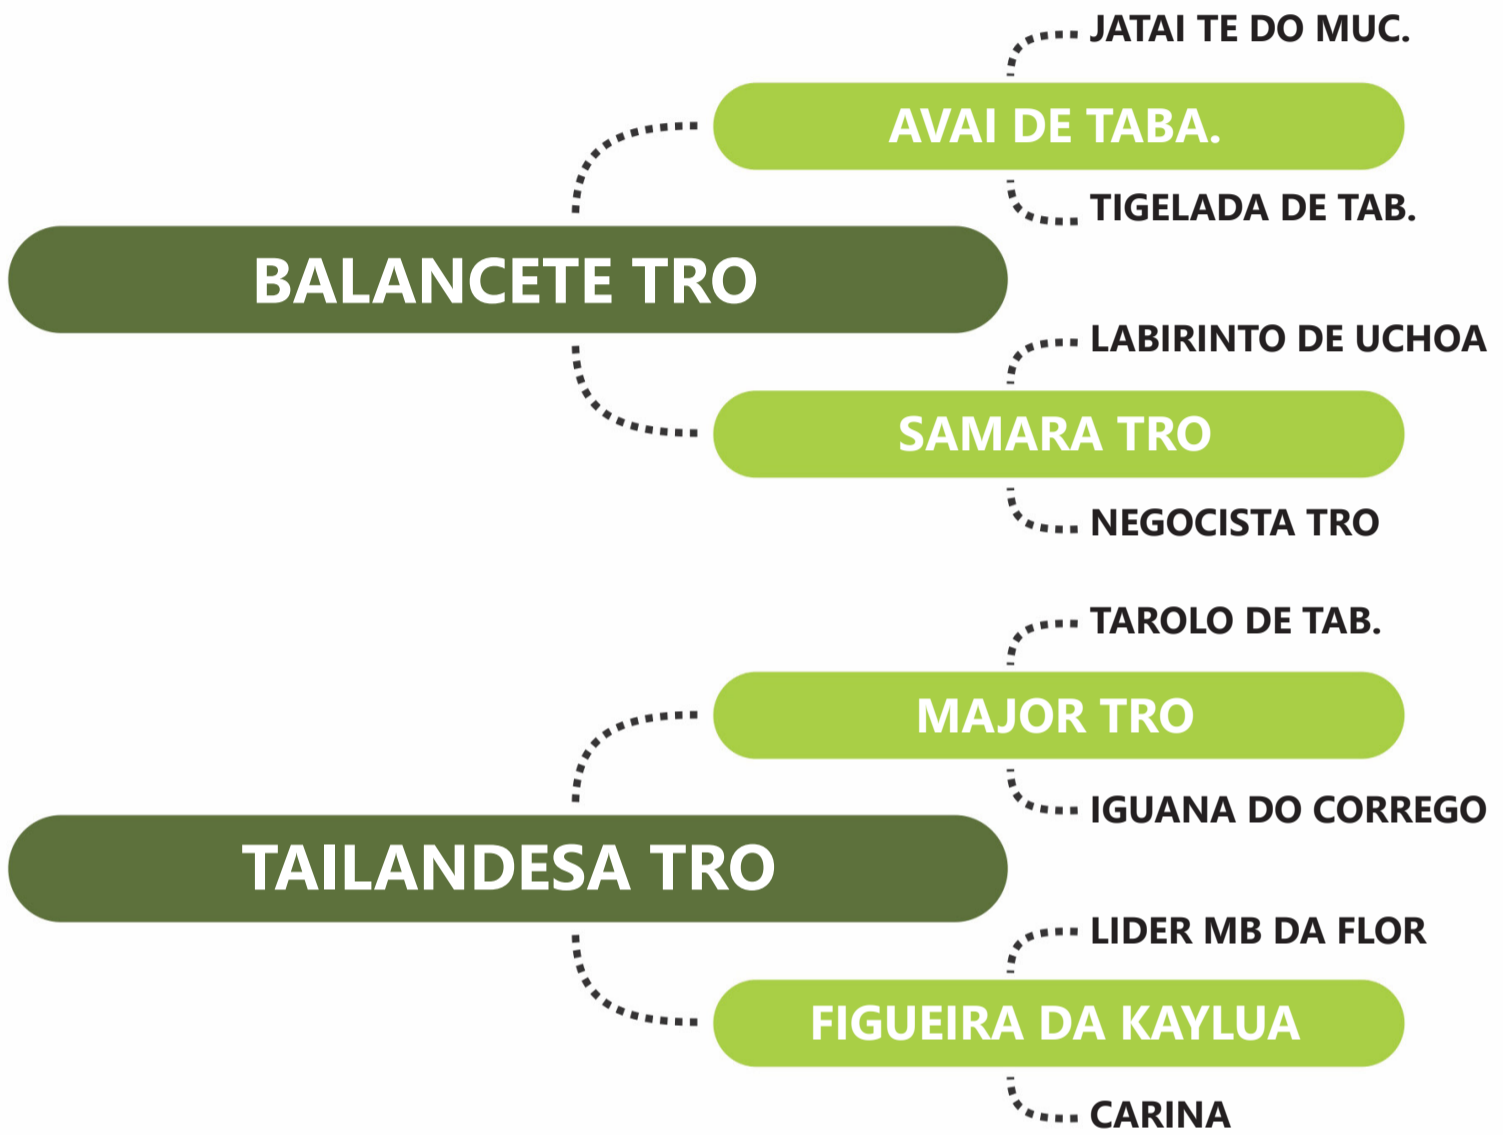 JATAI TE DO MUC.
AVAI DE TABA.
TIGELADA DE TAB.
BALANCETE TRO
LABIRINTO DE UCHOA
SAMARA TRO
NEGOCISTA TRO
TAROLO DE TAB.
MAJOR TRO
IGUANA DO CORREGO
TAILANDESA TRO
LIDER MB DA FLOR
FIGUEIRA DA KAYLUA
CARINA